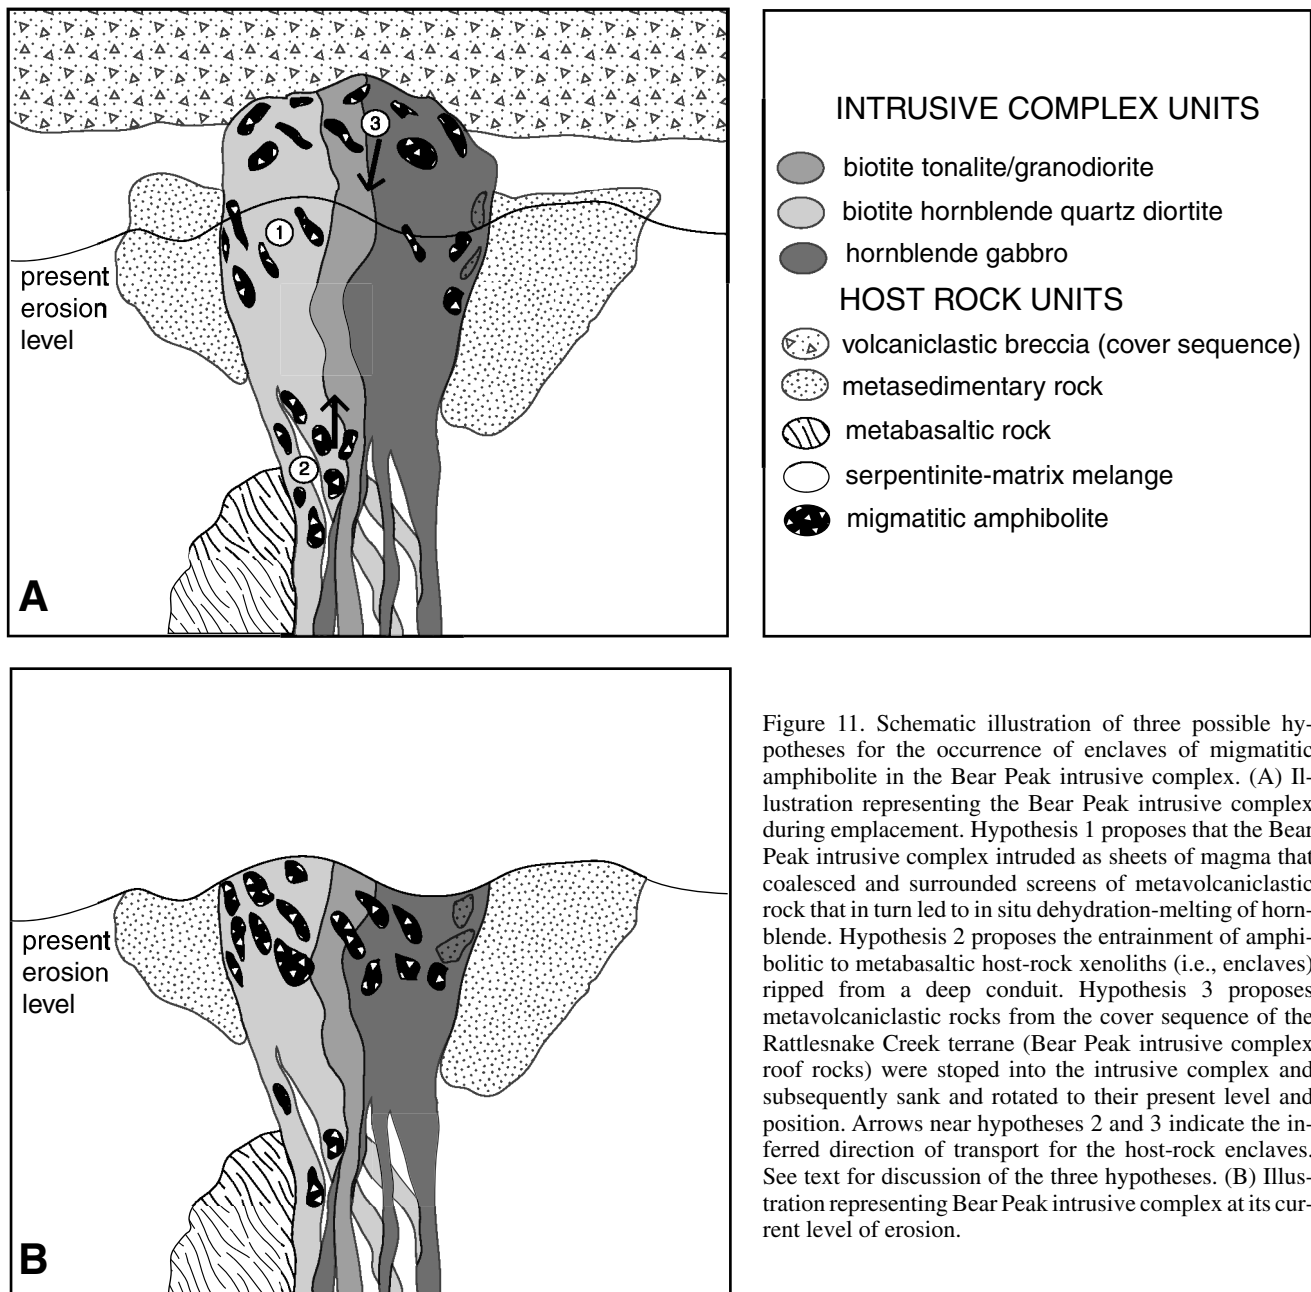 3
1
present
erosion
level
2
A
INTRUSIVE COMPLEX UNITS
biotite tonalite/granodiorite
biotite hornblende quartz diortite
hornblende gabbro
HOST ROCK UNITS
volcaniclastic breccia (cover sequence)
metasedimentary rock
metabasaltic rock
serpentinite-matrix melange
migmatitic amphibolite
present
erosion
level
B
Figure 11. Schematic illustration of three possible hy-
potheses for the occurrence of enclaves of migmatitic
amphibolite in the Bear Peak intrusive complex. (A) Il-
lustration representing the Bear Peak intrusive complex
during emplacement. Hypothesis 1 proposes that the Bear
Peak intrusive complex intruded as sheets of magma that
coalesced and surrounded screens of metavolcaniclastic
rock that in turn led to in situ dehydration-melting of horn-
blende. Hypothesis 2 proposes the entrainment of amphi-
bolitic to metabasaltic host-rock xenoliths (i.e., enclaves)
ripped from a deep conduit. Hypothesis 3 proposes
metavolcaniclastic rocks from the cover sequence of the
Rattlesnake Creek terrane (Bear Peak intrusive complex
roof rocks) were stoped into the intrusive complex and
subsequently sank and rotated to their present level and
position. Arrows near hypotheses 2 and 3 indicate the in-
ferred direction of transport for the host-rock enclaves.
See text for discussion of the three hypotheses. (B) Illus-
tration representing Bear Peak intrusive complex at its cur-
rent level of erosion.